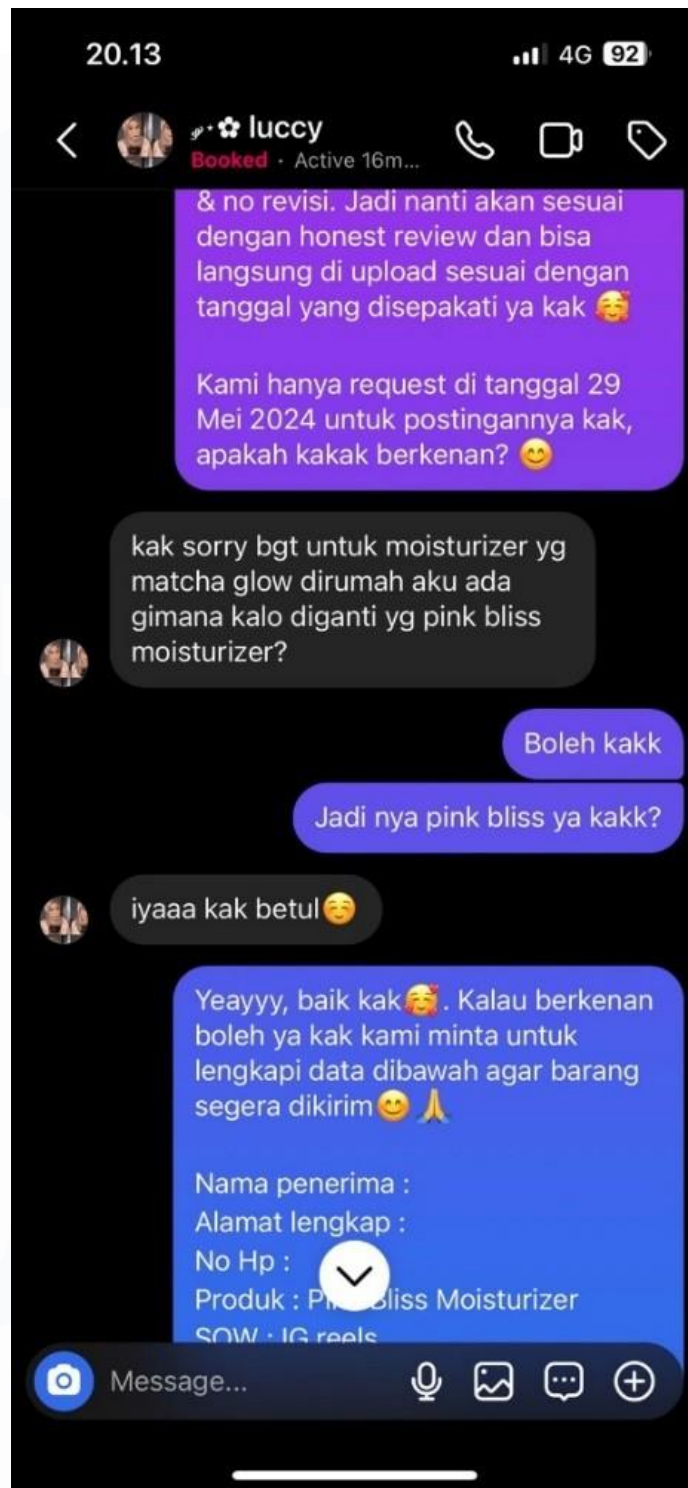 20.13
4G 92
luccy
Booked · Active 16m...
& no revisi. Jadi nanti akan sesuai
dengan honest review dan bisa
langsung di upload sesuai dengan
tanggal yang disepakati ya kak 🥰
Kami hanya request di tanggal 29
Mei 2024 untuk postingannya kak,
apakah kakak berkenan? 😊
kak sorry bgt untuk moisturizer yg
matcha glow dirumah aku ada
gimana kalo diganti yg pink bliss
moisturizer?
Boleh kakk
Jadi nya pink bliss ya kakk?
iyaaa kak betul☺️
Yeayyy, baik kak🥰. Kalau berkenan
boleh ya kak kami minta untuk
lengkapi data dibawah agar barang
segera dikirim😊🙏
Nama penerima :
Alamat lengkap :
No Hp :
Produk : Bliss Moisturizer
SOW : IG reels
Message...